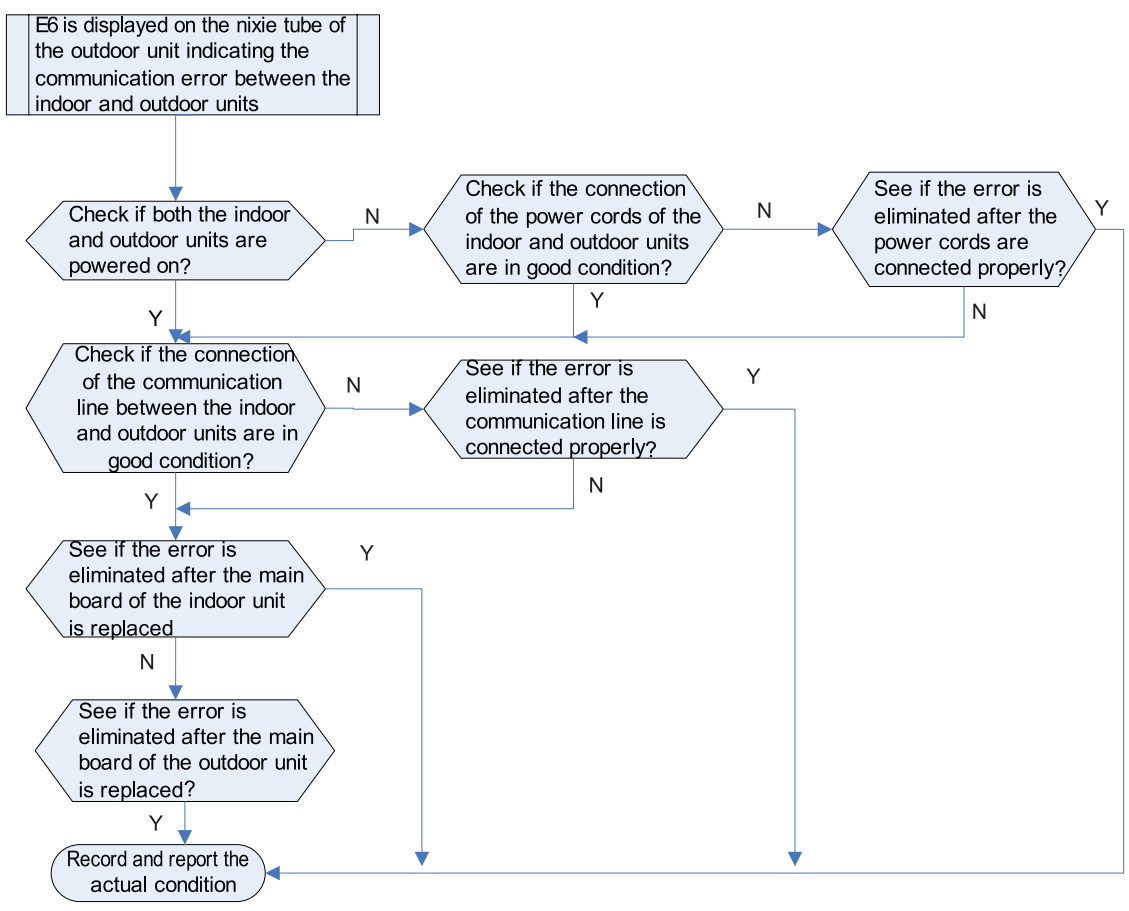 E6 is displayed on the nixie tube of
the outdoor unit indicating the
communication error between the
indoor and outdoor units
Check if both the indoor
and outdoor units are
powered on?
N
Check if the connection
of the power cords of the
indoor and outdoor units
are in good condition?
N
See if the error is
eliminated after the
power cords are
connected properly?
Y
Y
Y
N
Check if the connection
of the communication
line between the indoor
and outdoor units are in
good condition?
N
See if the error is
eliminated after the
communication line is
connected properly?
Y
Y
N
See if the error is
eliminated after the main
board of the indoor unit
is replaced
Y
N
See if the error is
eliminated after the main
board of the outdoor unit
is replaced?
Y
Record and report the
actual condition